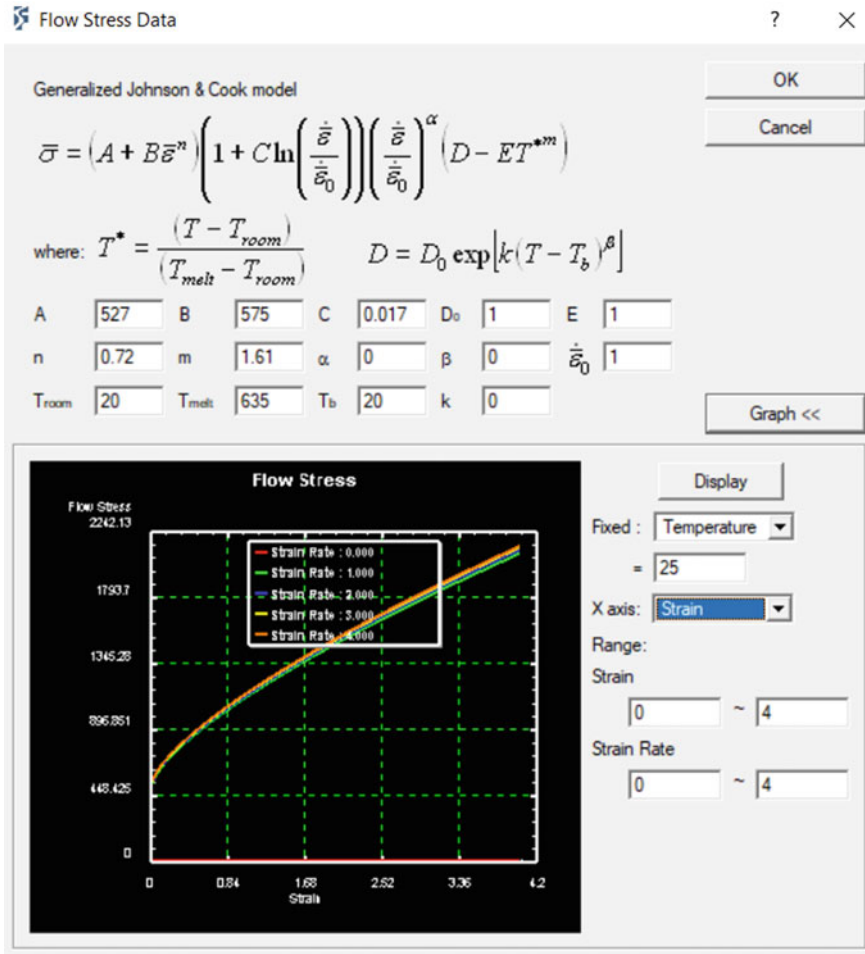 Flow Stress Data ? ×
OK
Generalized Johnson & Cook model
Cancel
σ̅ = (A + Bε̅ⁿ)(1 + C ln(ε̅̇ / ε̅̇₀))(ε̅̇ / ε̅̇₀)^α (D − ET*ᵐ)
where: T* = (T − T_room) / (T_melt − T_room) D = D₀ exp[k(T − T_b)^β]
A 527 B 575 C 0.017 D₀ 1 E 1
n 0.72 m 1.61 α 0 β 0 ε̅̇₀ 1
Troom 20 Tmelt 635 Tb 20 k 0
Graph <<
Flow Stress
Display
Flow Stress
2242.13
Fixed : Temperature
= 25
X axis: Strain
Range:
Strain
0 ~ 4
Strain Rate
0 ~ 4
Strain Rate : 0.000
Strain Rate : 1.000
Strain Rate : 2.000
Strain Rate : 3.000
Strain Rate : 4.000
1793.7
1345.28
896.851
448.425
0
0 0.84 1.68 2.52 3.36 4.2
Strain